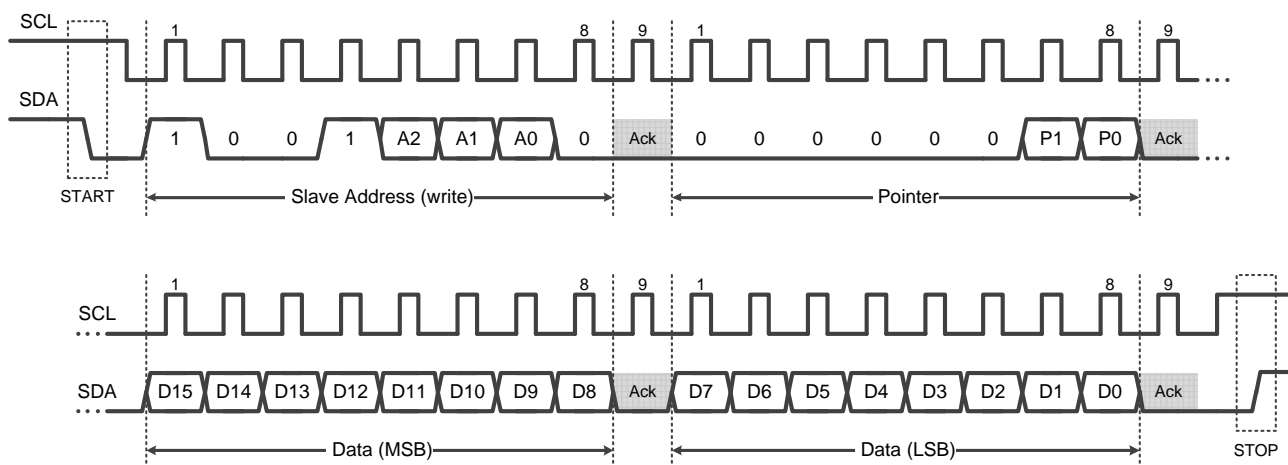 SCL
1 8 9 1 8 9
SDA
1 0 0 1 A2 A1 A0 0 Ack 0 0 0 0 0 0 P1 P0 Ack
START Slave Address (write) Pointer
1 8 9 1 8 9
SCL
SDA D15 D14 D13 D12 D11 D10 D9 D8 Ack D7 D6 D5 D4 D3 D2 D1 D0 Ack
Data (MSB) Data (LSB) STOP